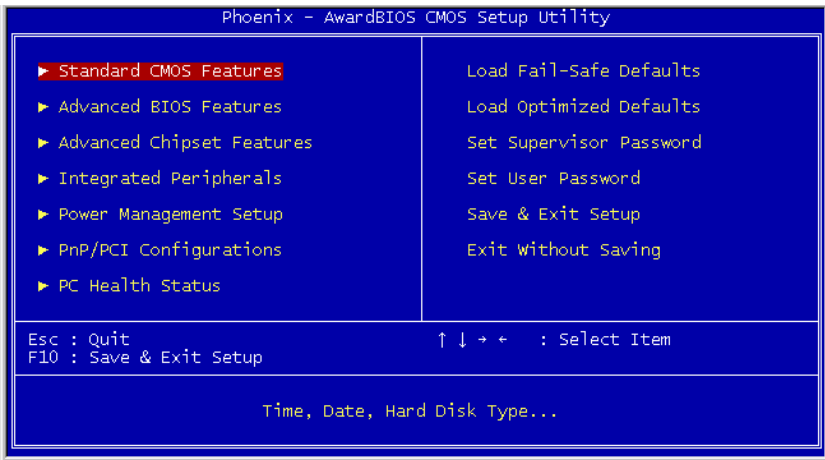 Phoenix - AwardBIOS CMOS Setup Utility
► Standard CMOS Features
► Advanced BIOS Features
► Advanced Chipset Features
► Integrated Peripherals
► Power Management Setup
► PnP/PCI Configurations
► PC Health Status
Load Fail-Safe Defaults
Load Optimized Defaults
Set Supervisor Password
Set User Password
Save & Exit Setup
Exit Without Saving
Esc : Quit
F10 : Save & Exit Setup
↑ ↓ → ← : Select Item
Time, Date, Hard Disk Type...